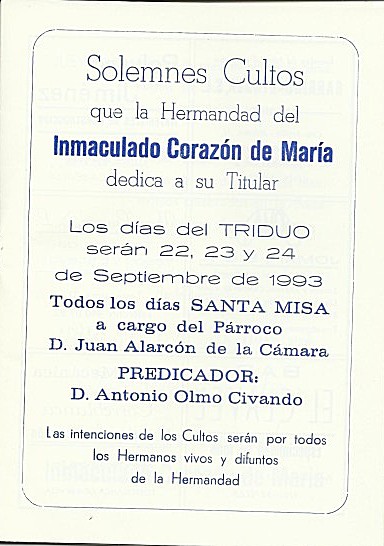 Solemnes Cultos
que la Hermandad del
Inmaculado Corazón de María
dedica a su Titular
Los días del TRIDUO
serán 22, 23 y 24
de Septiembre de 1993
Todos los días SANTA MISA
a cargo del Párroco
D. Juan Alarcón de la Cámara
PREDICADOR:
D. Antonio Olmo Civando
Las intenciones de los Cultos serán por todos
los Hermanos vivos y difuntos
de la Hermandad